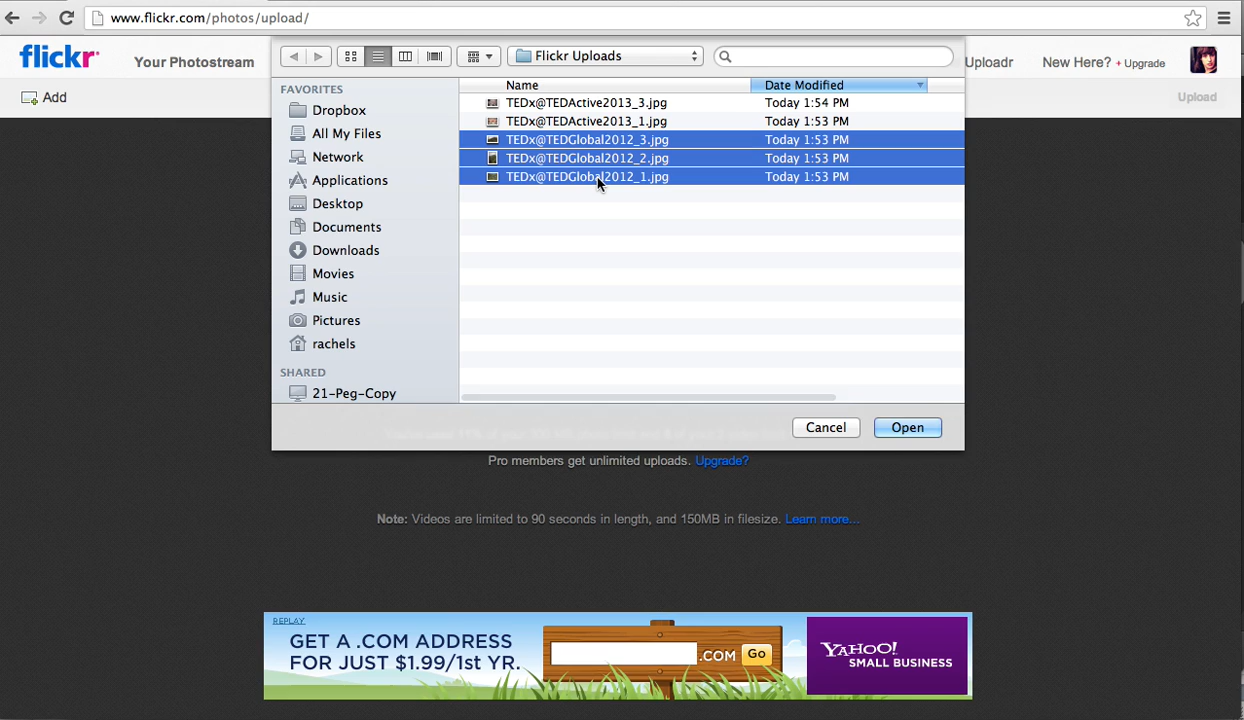 www.flickr.com/photos/upload/
flickr
Your Photostream
Flickr Uploads
Uploadr
New Here? + Upgrade
Add
Upload
FAVORITES
Dropbox
All My Files
Network
Applications
Desktop
Documents
Downloads
Movies
Music
Pictures
rachels
SHARED
21-Peg-Copy
Name Date Modified
TEDx@TEDActive2013_3.jpg Today 1:54 PM
TEDx@TEDActive2013_1.jpg Today 1:53 PM
TEDx@TEDGlobal2012_3.jpg Today 1:53 PM
TEDx@TEDGlobal2012_2.jpg Today 1:53 PM
TEDx@TEDGlobal2012_1.jpg Today 1:53 PM
Cancel Open
Pro members get unlimited uploads. Upgrade?
Note: Videos are limited to 90 seconds in length, and 150MB in filesize. Learn more...
REPLAY
GET A .COM ADDRESS
FOR JUST $1.99/1st YR.
.COM Go
YAHOO!
SMALL BUSINESS